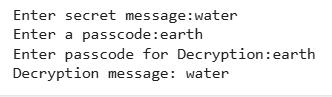 Enter secret message:water
Enter a passcode:earth
Enter passcode for Decryption:earth
Decryption message: water